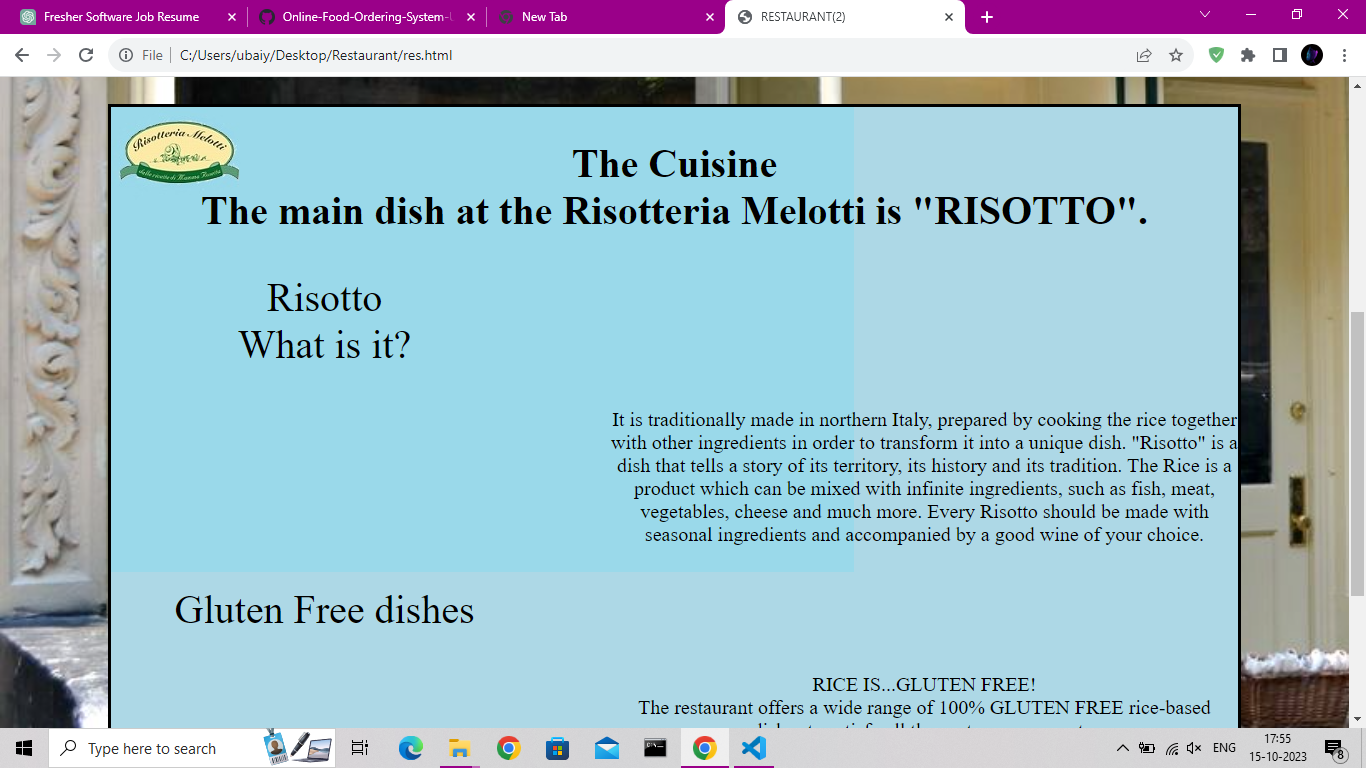 Fresher Software Job Resume
Online-Food-Ordering-System-U
New Tab
RESTAURANT(2)
File
C:/Users/ubaiy/Desktop/Restaurant/res.html
Risotteria Melotti
The Cuisine
The main dish at the Risotteria Melotti is "RISOTTO".
Risotto
What is it?
It is traditionally made in northern Italy, prepared by cooking the rice together
with other ingredients in order to transform it into a unique dish. "Risotto" is a
dish that tells a story of its territory, its history and its tradition. The Rice is a
product which can be mixed with infinite ingredients, such as fish, meat,
vegetables, cheese and much more. Every Risotto should be made with
seasonal ingredients and accompanied by a good wine of your choice.
Gluten Free dishes
RICE IS...GLUTEN FREE!
The restaurant offers a wide range of 100% GLUTEN FREE rice-based
Type here to search
ENG
17:55
15-10-2023
8